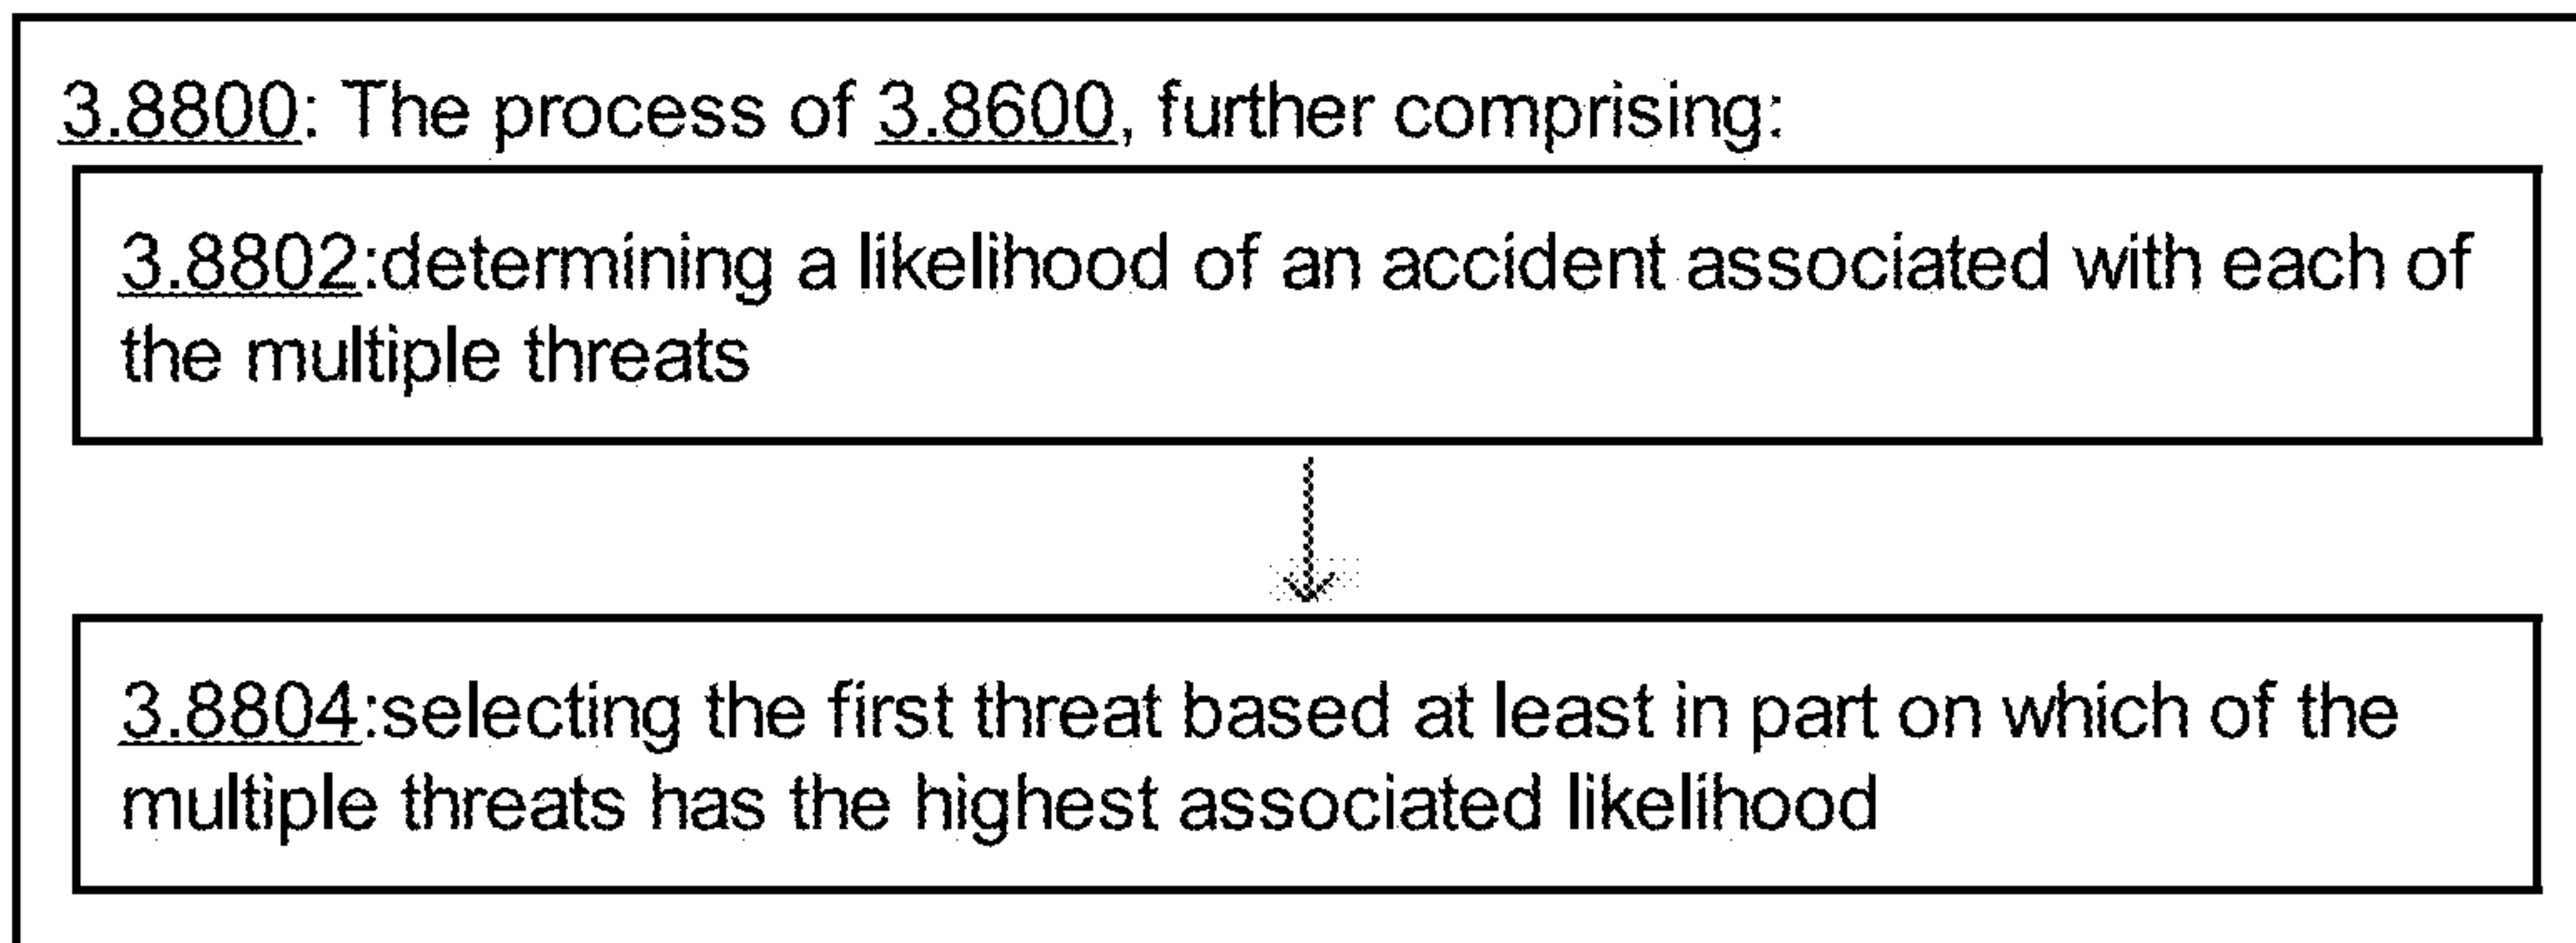 3.8800: The process of 3.8600, further comprising:
3.8802:determining a likelihood of an accident associated with each of
the multiple threats
3.8804:selecting the first threat based at least in part on which of the
multiple threats has the highest associated likelihood